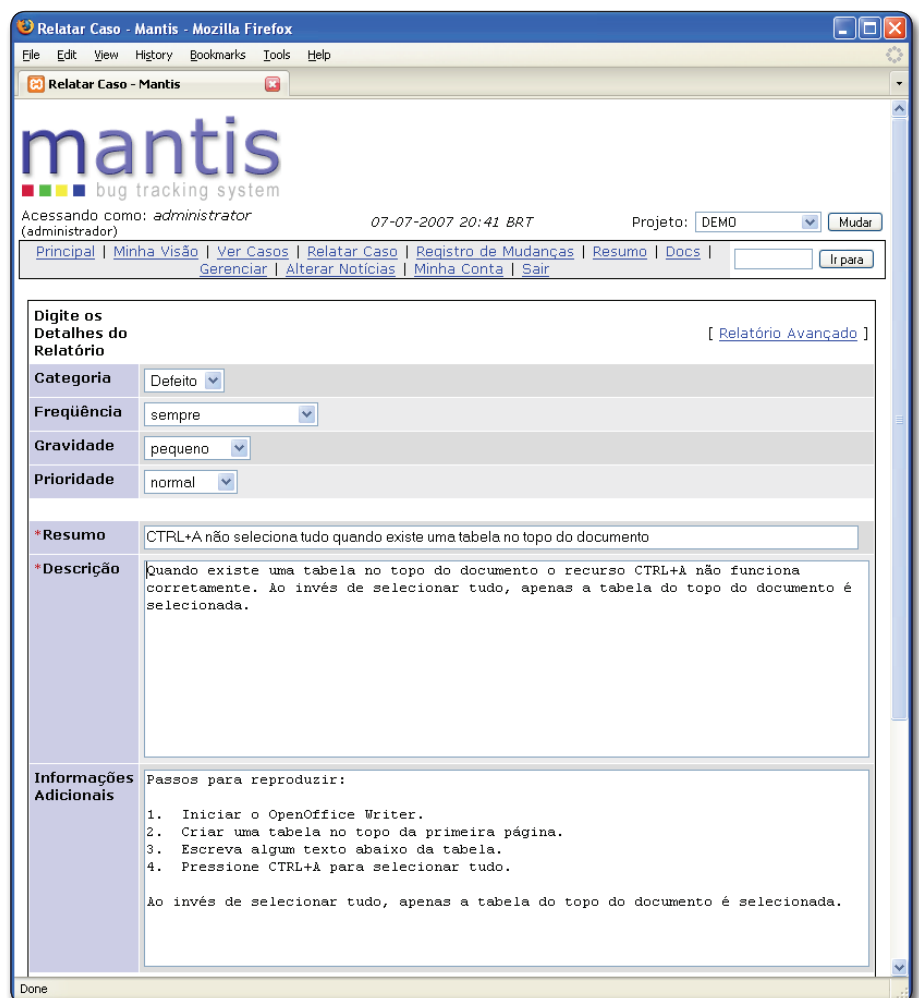 Relatar Caso - Mantis - Mozilla Firefox
File Edit View History Bookmarks Tools Help
Relatar Caso - Mantis
mantis
bug tracking system
Acessando como: administrator
(administrador)
07-07-2007 20:41 BRT
Projeto: DEMO Mudar
Principal | Minha Visão | Ver Casos | Relatar Caso | Registro de Mudanças | Resumo | Docs |
Gerenciar | Alterar Notícias | Minha Conta | Sair
Ir para
Digite os
Detalhes do
Relatório
[ Relatório Avançado ]
Categoria Defeito
Freqüência sempre
Gravidade pequeno
Prioridade normal
*Resumo CTRL+A não seleciona tudo quando existe uma tabela no topo do documento
*Descrição
Quando existe uma tabela no topo do documento o recurso CTRL+A não funciona
corretamente. Ao invés de selecionar tudo, apenas a tabela do topo do documento é
selecionada.
Informações
Adicionais
Passos para reproduzir:
1. Iniciar o OpenOffice Writer.
2. Criar uma tabela no topo da primeira página.
3. Escreva algum texto abaixo da tabela.
4. Pressione CTRL+A para selecionar tudo.
Ao invés de selecionar tudo, apenas a tabela do topo do documento é selecionada.
Done